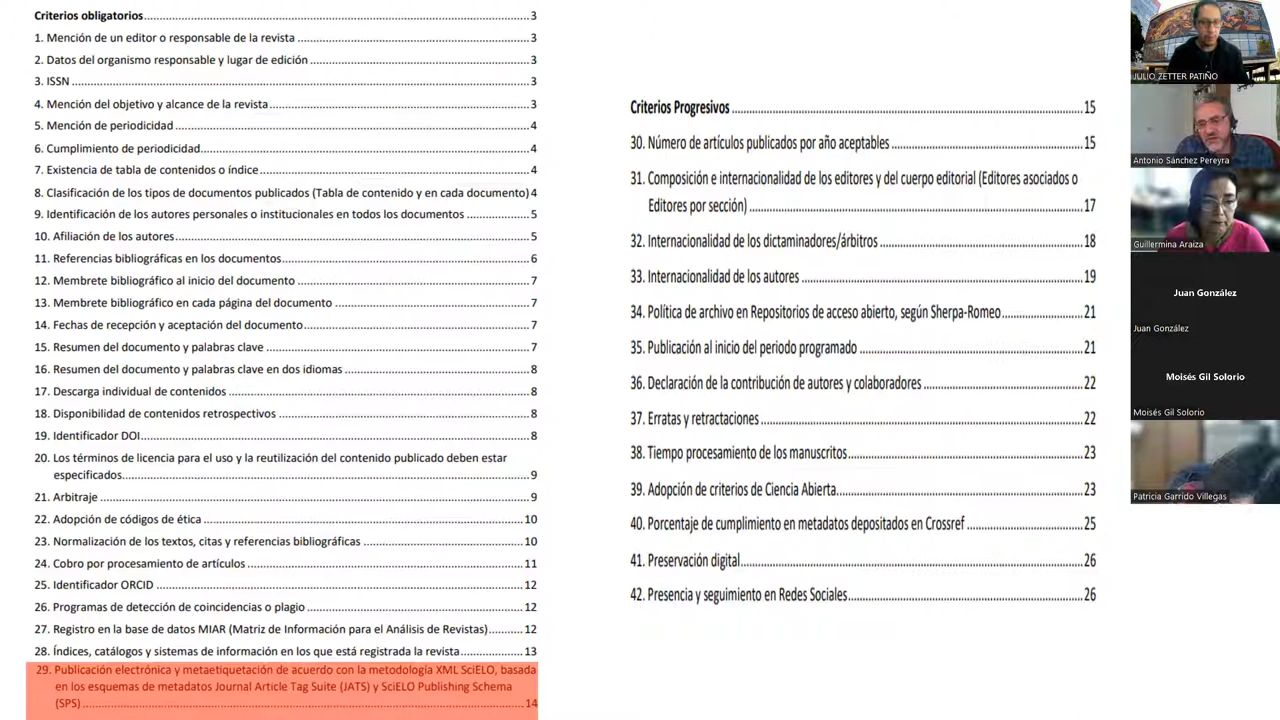 Criterios obligatorios 3
1. Mención de un editor o responsable de la revista 3
2. Datos del organismo responsable y lugar de edición 3
3. ISSN 3
4. Mención del objetivo y alcance de la revista 3
5. Mención de periodicidad 4
6. Cumplimiento de periodicidad 4
7. Existencia de tabla de contenidos o índice 4
8. Clasificación de los tipos de documentos publicados (Tabla de contenido y en cada documento) 4
9. Identificación de los autores personales o institucionales en todos los documentos 5
10. Afiliación de los autores 5
11. Referencias bibliográficas en los documentos 6
12. Membrete bibliográfico al inicio del documento 7
13. Membrete bibliográfico en cada página del documento 7
14. Fechas de recepción y aceptación del documento 7
15. Resumen del documento y palabras clave 7
16. Resumen del documento y palabras clave en dos idiomas 8
17. Descarga individual de contenidos 8
18. Disponibilidad de contenidos retrospectivos 8
19. Identificador DOI 8
20. Los términos de licencia para el uso y la reutilización del contenido publicado deben estar
especificados 9
21. Arbitraje 9
22. Adopción de códigos de ética 10
23. Normalización de los textos, citas y referencias bibliográficas 10
24. Cobro por procesamiento de artículos 11
25. Identificador ORCID 12
26. Programas de detección de coincidencias o plagio 12
27. Registro en la base de datos MIAR (Matriz de Información para el Análisis de Revistas) 12
28. Índices, catálogos y sistemas de información en los que está registrada la revista 13
29. Publicación electrónica y metaetiquetación de acuerdo con la metodología XML SciELO, basada
en los esquemas de metadatos Journal Article Tag Suite (JATS) y SciELO Publishing Schema
(SPS) 14
Criterios Progresivos 15
30. Número de artículos publicados por año aceptables 15
31. Composición e internacionalidad de los editores y del cuerpo editorial (Editores asociados o
Editores por sección) 17
32. Internacionalidad de los dictaminadores/árbitros 18
33. Internacionalidad de los autores 19
34. Política de archivo en Repositorios de acceso abierto, según Sherpa-Romeo 21
35. Publicación al inicio del periodo programado 21
36. Declaración de la contribución de autores y colaboradores 22
37. Erratas y retractaciones 22
38. Tiempo procesamiento de los manuscritos 23
39. Adopción de criterios de Ciencia Abierta 23
40. Porcentaje de cumplimiento en metadatos depositados en Crossref 25
41. Preservación digital 26
42. Presencia y seguimiento en Redes Sociales 26
JULIO ZETTER PATIÑO
Antonio Sánchez Pereyra
Guillermina Araiza
Juan González
Juan González
Moisés Gil Solorio
Moisés Gil Solorio
Patricia Garrido Villegas